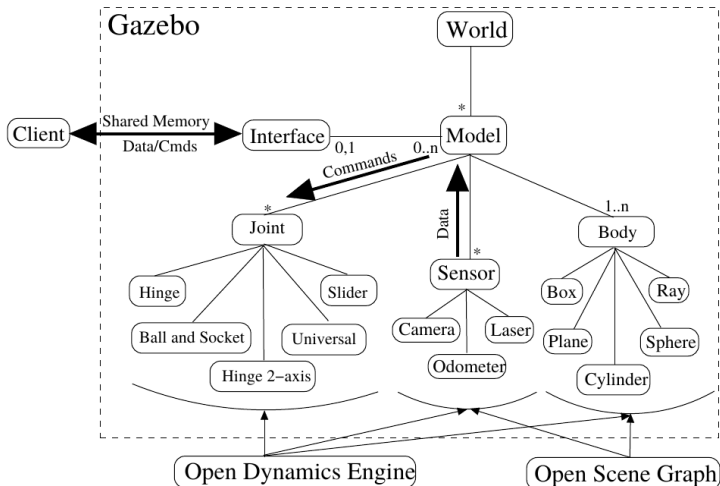 Gazebo
World
*
Shared Memory
Client
Interface
Model
Data/Cmds
0,1
0..n
Commands
Data
*
Joint
*
Sensor
1..n
Body
Hinge
Slider
Ball and Socket
Universal
Hinge 2-axis
Camera
Laser
Odometer
Box
Ray
Plane
Sphere
Cylinder
Open Dynamics Engine
Open Scene Graph